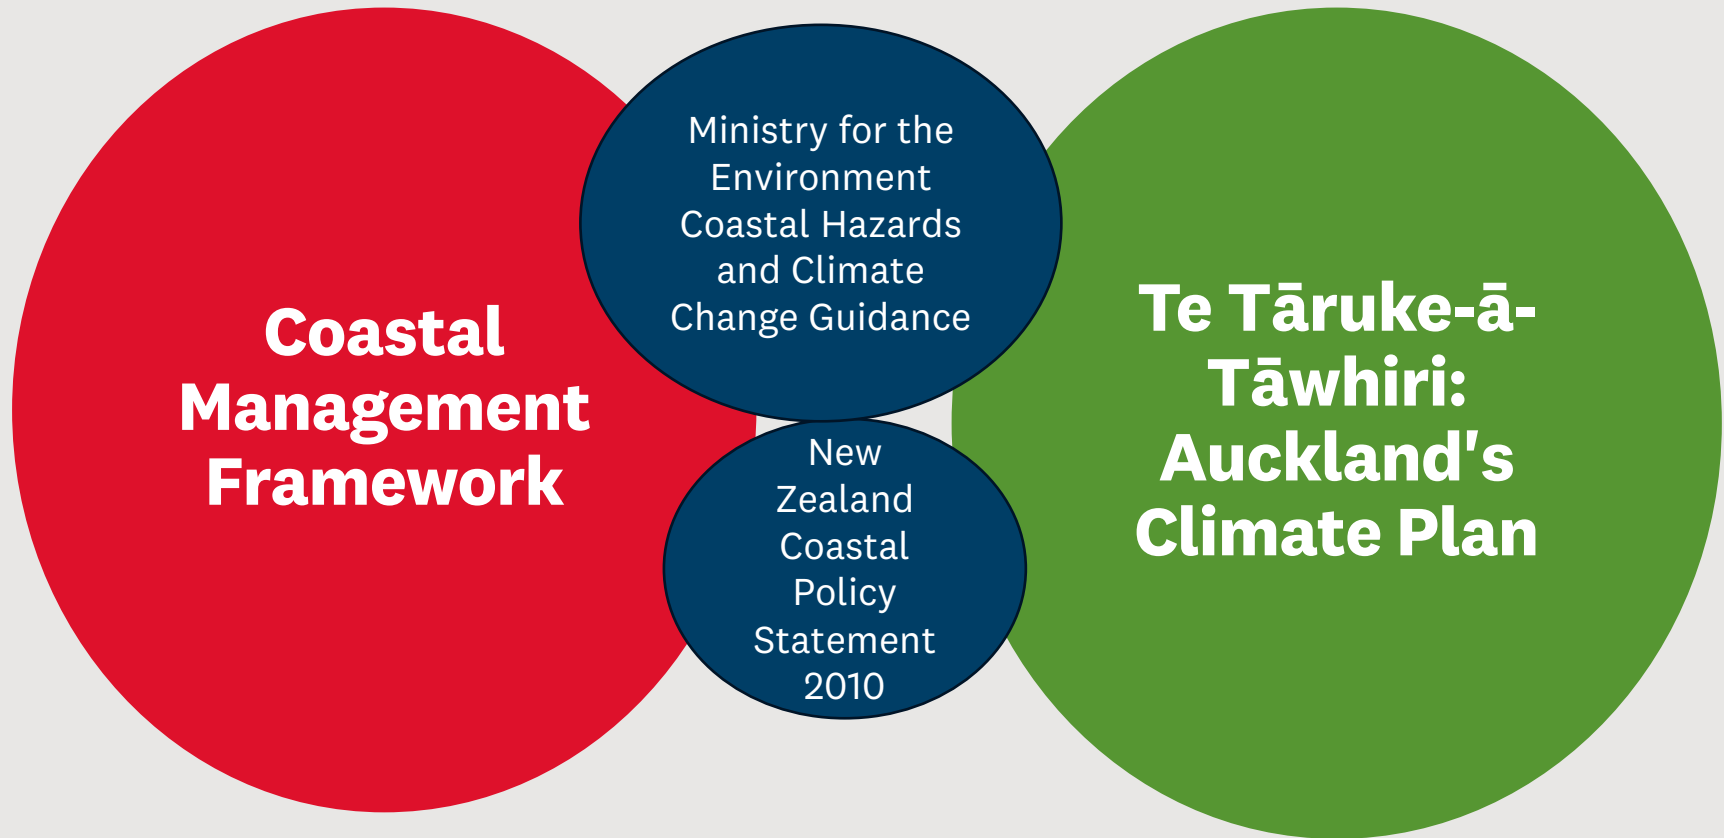 Coastal
Management
Framework
Ministry for the
Environment
Coastal Hazards
and Climate
Change Guidance
New
Zealand
Coastal
Policy
Statement
2010
Te Tāruke-ā-
Tāwhiri:
Auckland's
Climate Plan